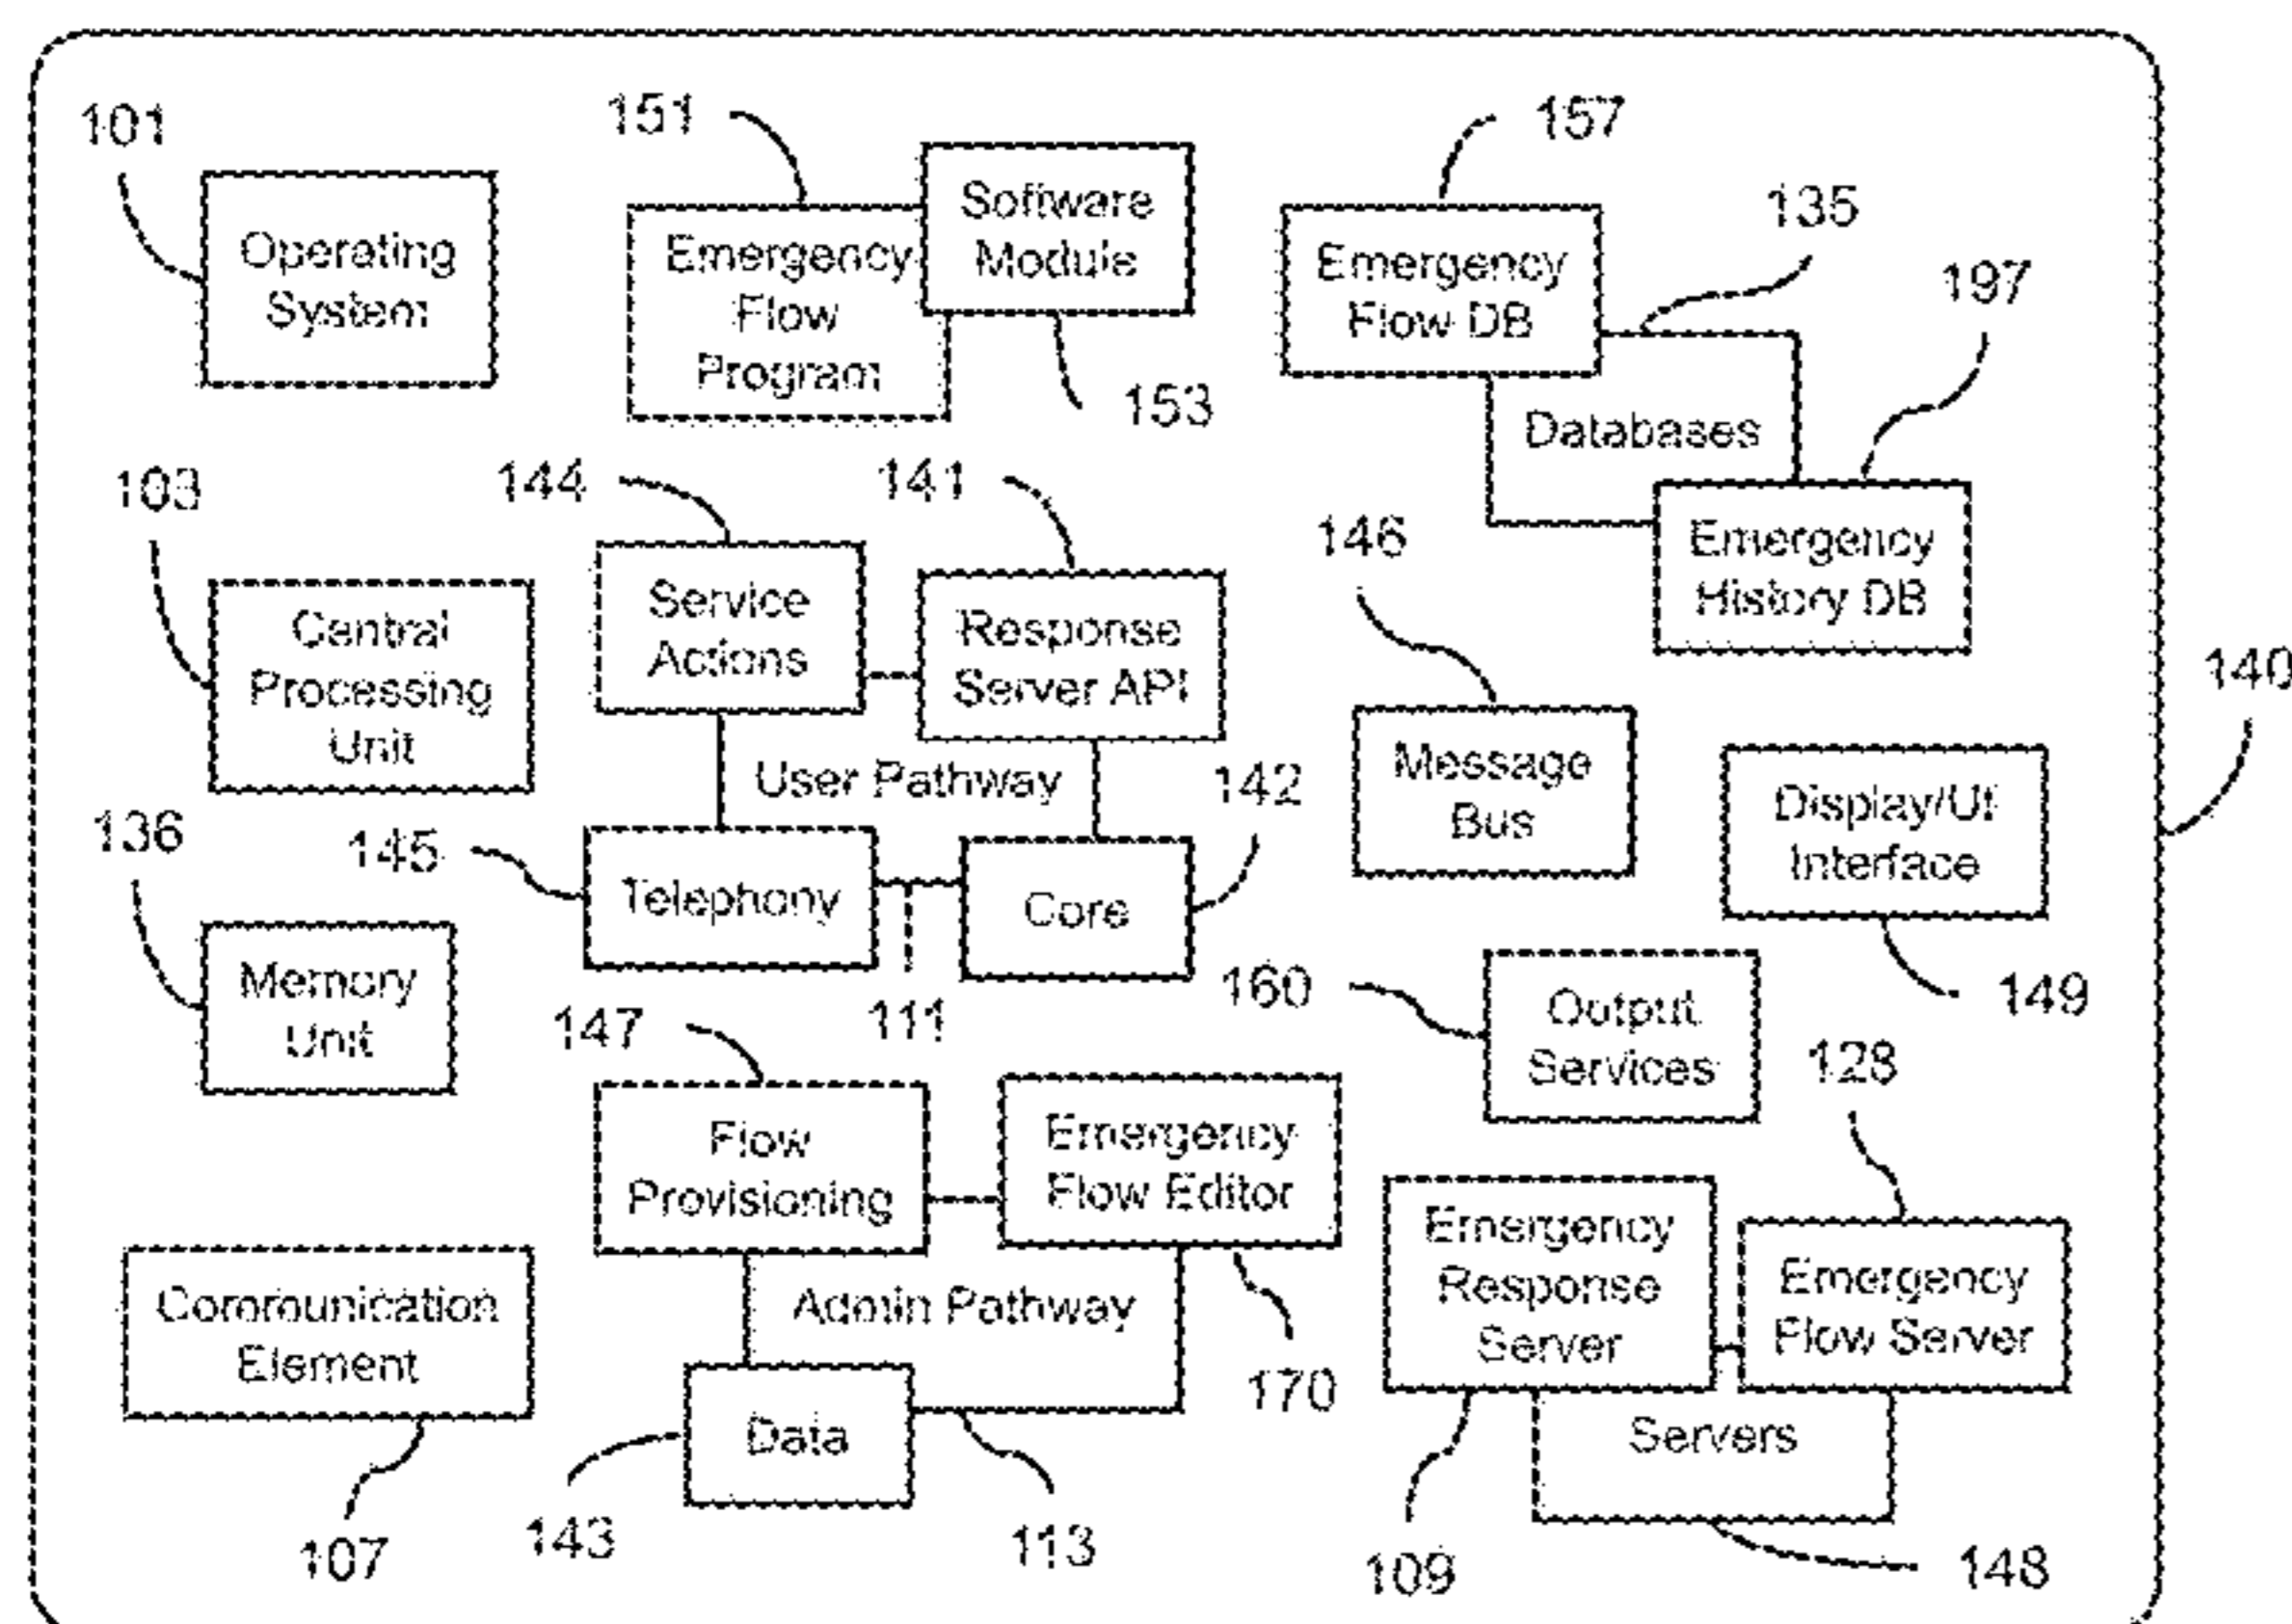 101
Operating
System
151
Emergency
Flow
Program
Software
Module
153
157
Emergency
Flow DB
135
197
Databases
Emergency
History DB
103
Central
Processing
Unit
144
Service
Actions
141
Response
Server API
User Pathway
145
Telephony
111
Core
142
146
Message
Bus
140
Display/UI
Interface
149
136
Memory
Unit
160
Output
Services
147
Flow
Provisioning
Emergency
Flow Editor
170
Admin Pathway
Data
143
113
Communication
Element
107
128
Emergency
Response
Server
Emergency
Flow Server
Servers
109
148